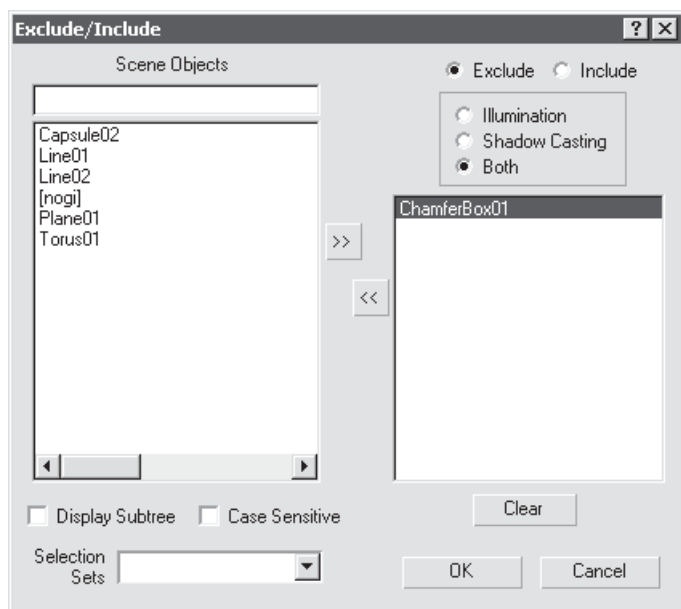 Exclude/Include
Scene Objects
Exclude
Include
Illumination
Shadow Casting
Both
Capsule02
Line01
Line02
[nogi]
Plane01
Torus01
>>
<<
ChamferBox01
Display Subtree
Case Sensitive
Clear
Selection
Sets
OK
Cancel